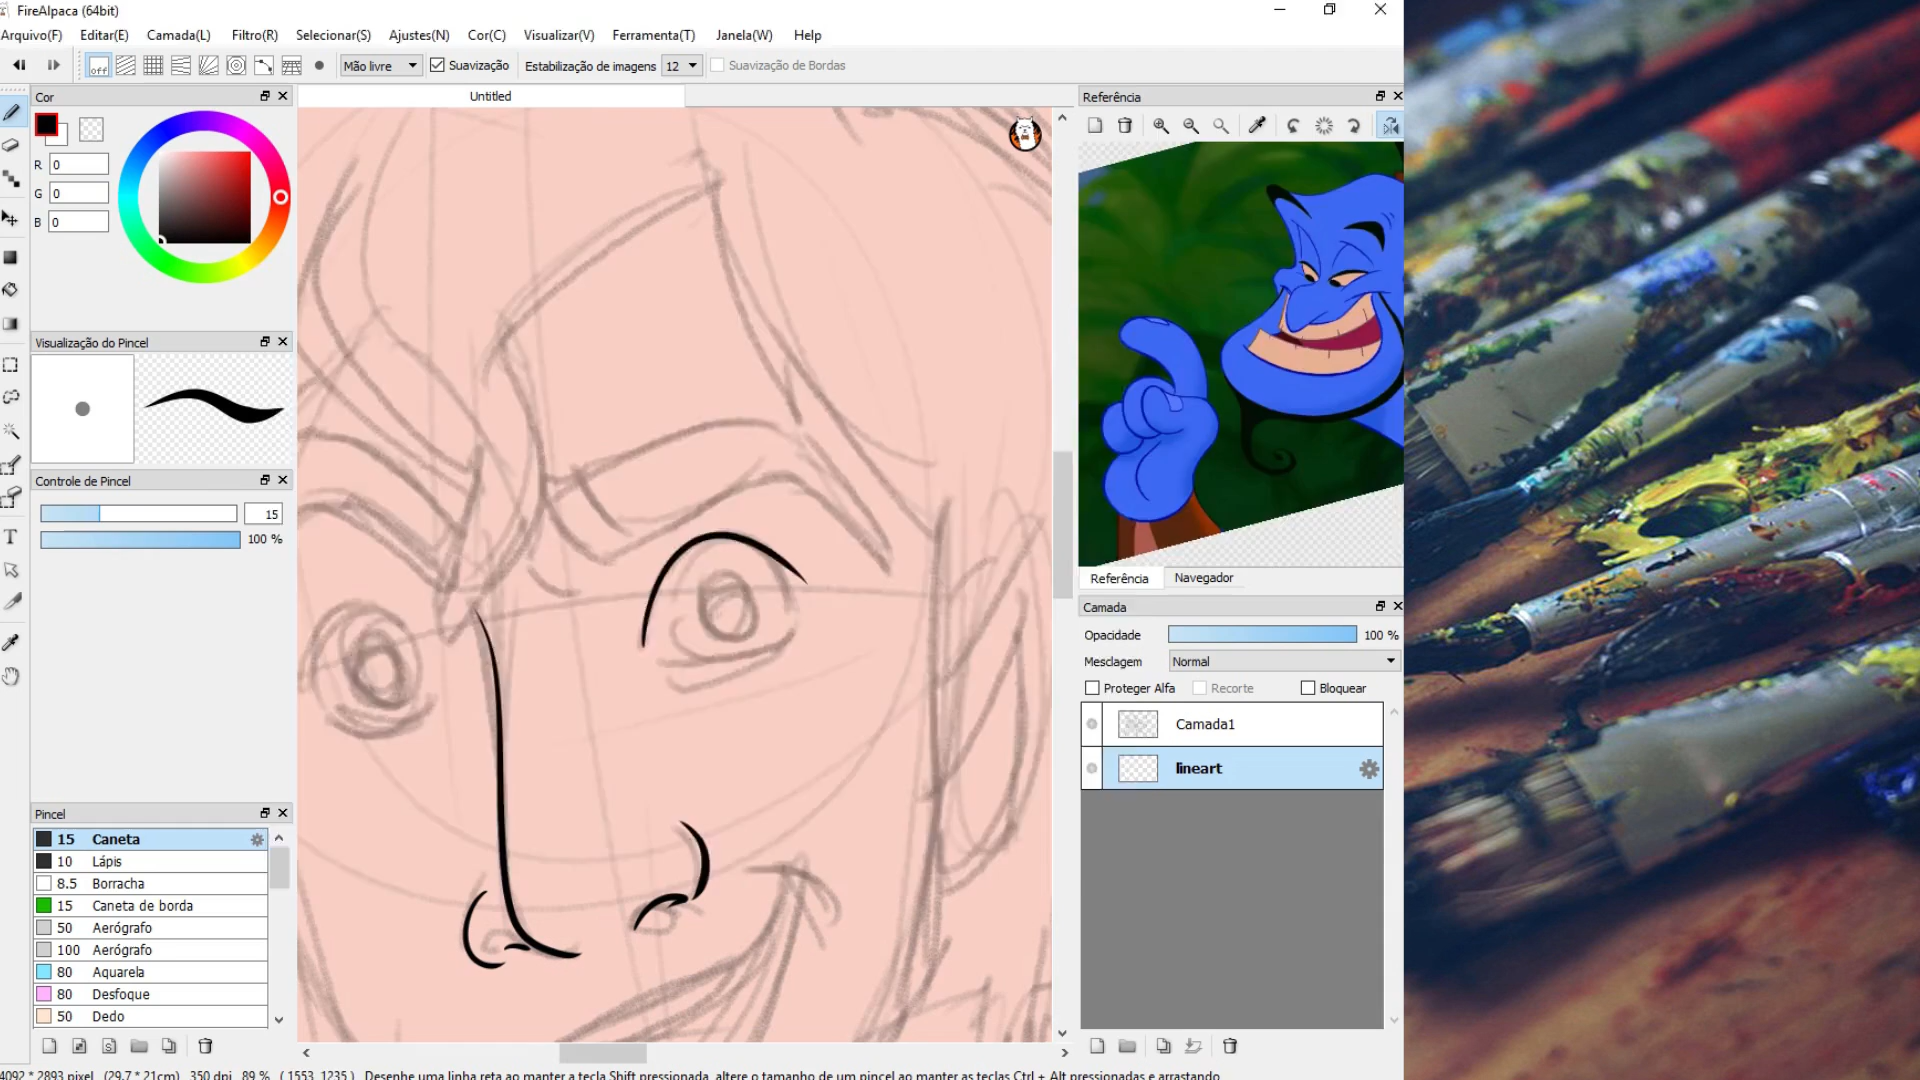 FireAlpaca (64bit)
Arquivo(F) Editar(E) Camada(L) Filtro(R) Selecionar(S) Ajustes(N) Cor(C) Visualizar(V) Ferramenta(T) Janela(W) Help
off Mão livre Suavização Estabilização de imagens 12 Suavização de Bordas
Cor
R 0
G 0
B 0
Visualização do Pincel
Controle de Pincel
15
100 %
Pincel
15 Caneta
10 Lápis
8.5 Borracha
15 Caneta de borda
50 Aerógrafo
100 Aerógrafo
80 Aquarela
80 Desfoque
50 Dedo
Untitled
Referência
Referência Navegador
Camada
Opacidade 100 %
Mesclagem Normal
Proteger Alfa Recorte Bloquear
Camada1
lineart
4092 * 2893 pixel (29.7 * 21cm) 350 dpi 89 % ( 1553, 1235 ) Desenhe uma linha reta ao manter a tecla Shift pressionada, altere o tamanho de um pincel ao manter as teclas Ctrl + Alt pressionadas e arrastando